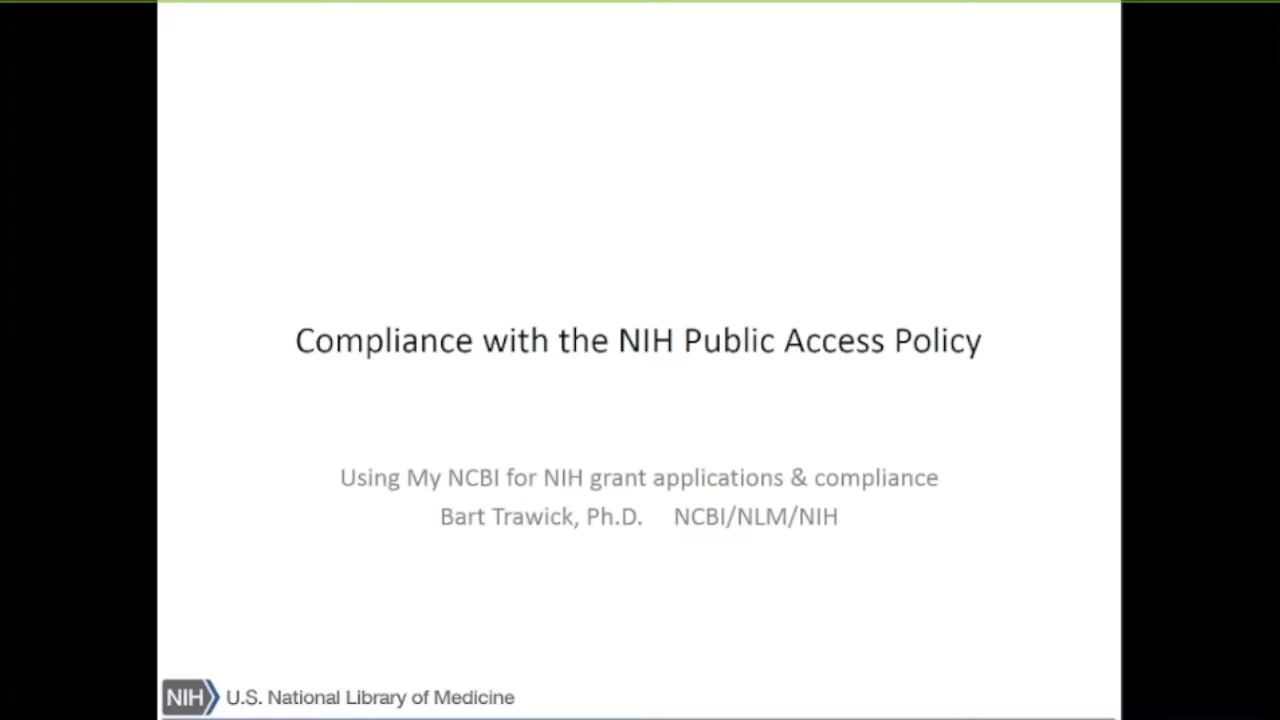 Compliance with the NIH Public Access Policy
Using My NCBI for NIH grant applications & compliance
Bart Trawick, Ph.D. NCBI/NLM/NIH
NIH U.S. National Library of Medicine